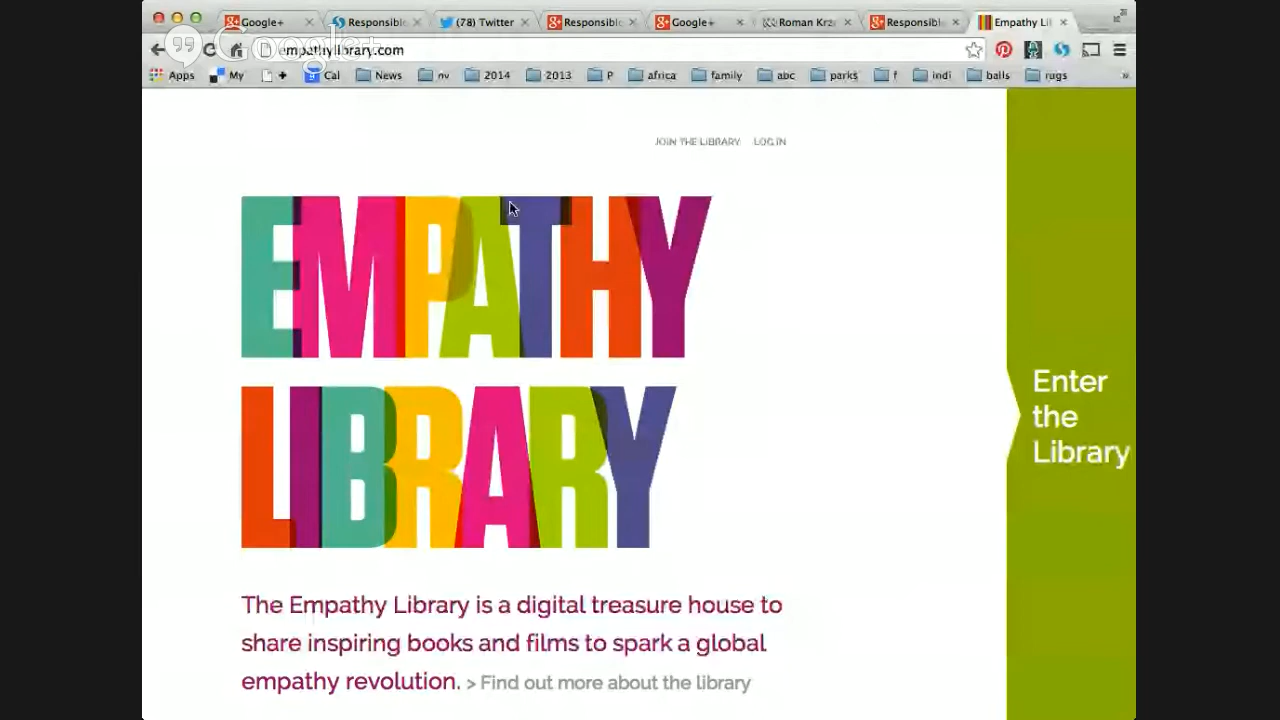 Google+ Responsible (78) Twitter Responsibl Google+ Roman Krz Responsibl Empathy Li
empathylibrary.com
Google+
Apps My + Cal News nv 2014 2013 P africa family abc parks f indi balls rugs »
JOIN THE LIBRARY LOG IN
EMPATHY
LIBRARY
Enter
the
Library
The Empathy Library is a digital treasure house to
share inspiring books and films to spark a global
empathy revolution. > Find out more about the library